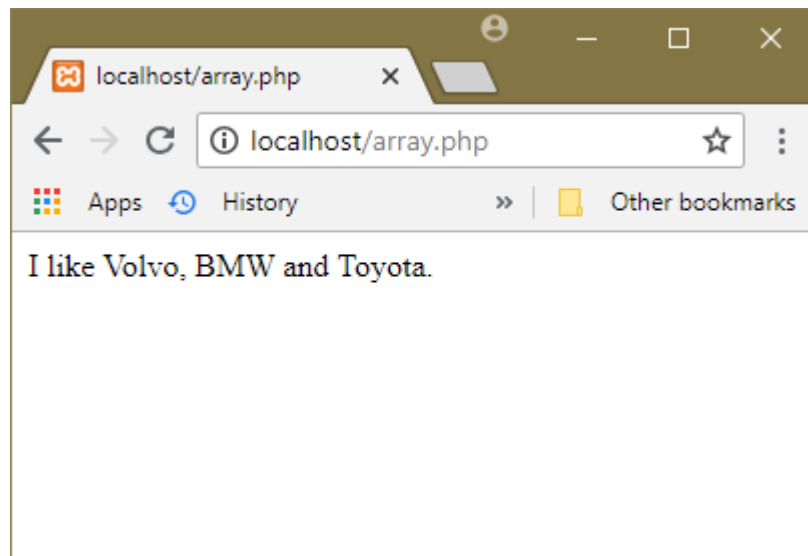 localhost/array.php
localhost/array.php
Apps History » Other bookmarks
I like Volvo, BMW and Toyota.